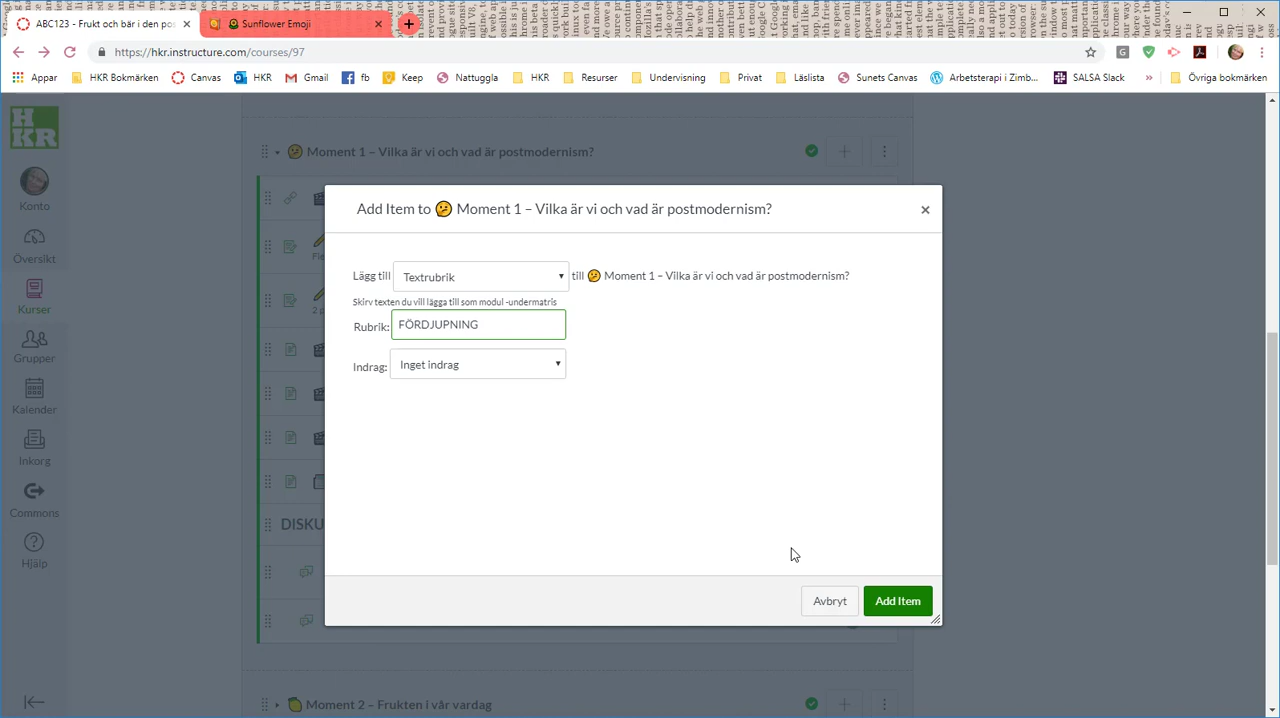 ABC123 - Frukt och bär i den pos
Sunflower Emoji
https://hkr.instructure.com/courses/97
Appar
HKR Bokmärken
Canvas
HKR
Gmail
fb
Keep
Nattuggla
HKR
Resurser
Undervisning
Privat
Läslista
Sunets Canvas
Arbetsterapi i Zimb...
SALSA Slack
»
Övriga bokmärken
HKR
Konto
Översikt
Kurser
Grupper
Kalender
Inkorg
Commons
Hjälp
Moment 1 – Vilka är vi och vad är postmodernism?
Add Item to 😕 Moment 1 – Vilka är vi och vad är postmodernism?
Lägg till Textrubrik till 😕 Moment 1 – Vilka är vi och vad är postmodernism?
Skirv texten du vill lägga till som modul -undermatris
Rubrik: FÖRDJUPNING
Indrag: Inget indrag
Avbryt
Add Item
Fle
2 p
DISKU
Moment 2 – Frukten i vår vardag